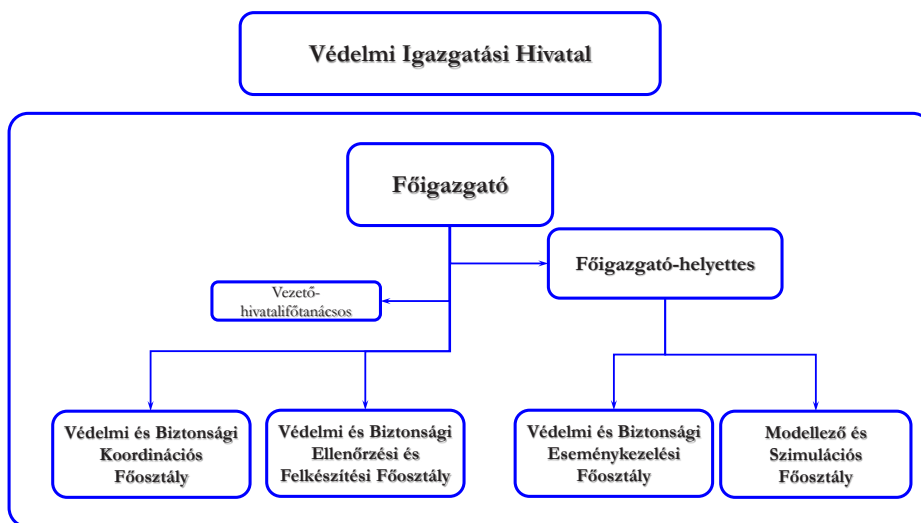 Védelmi Igazgatási Hivatal
Főigazgató
Főigazgató-helyettes
Vezető-
hivatalifőtanácsos
Védelmi és Biztonsági
Koordinációs
Főosztály
Védelmi és Biztonsági
Ellenőrzési és
Felkészítési Főosztály
Védelmi és Biztonsági
Eseménykezelési
Főosztály
Modellező és
Szimulációs
Főosztály